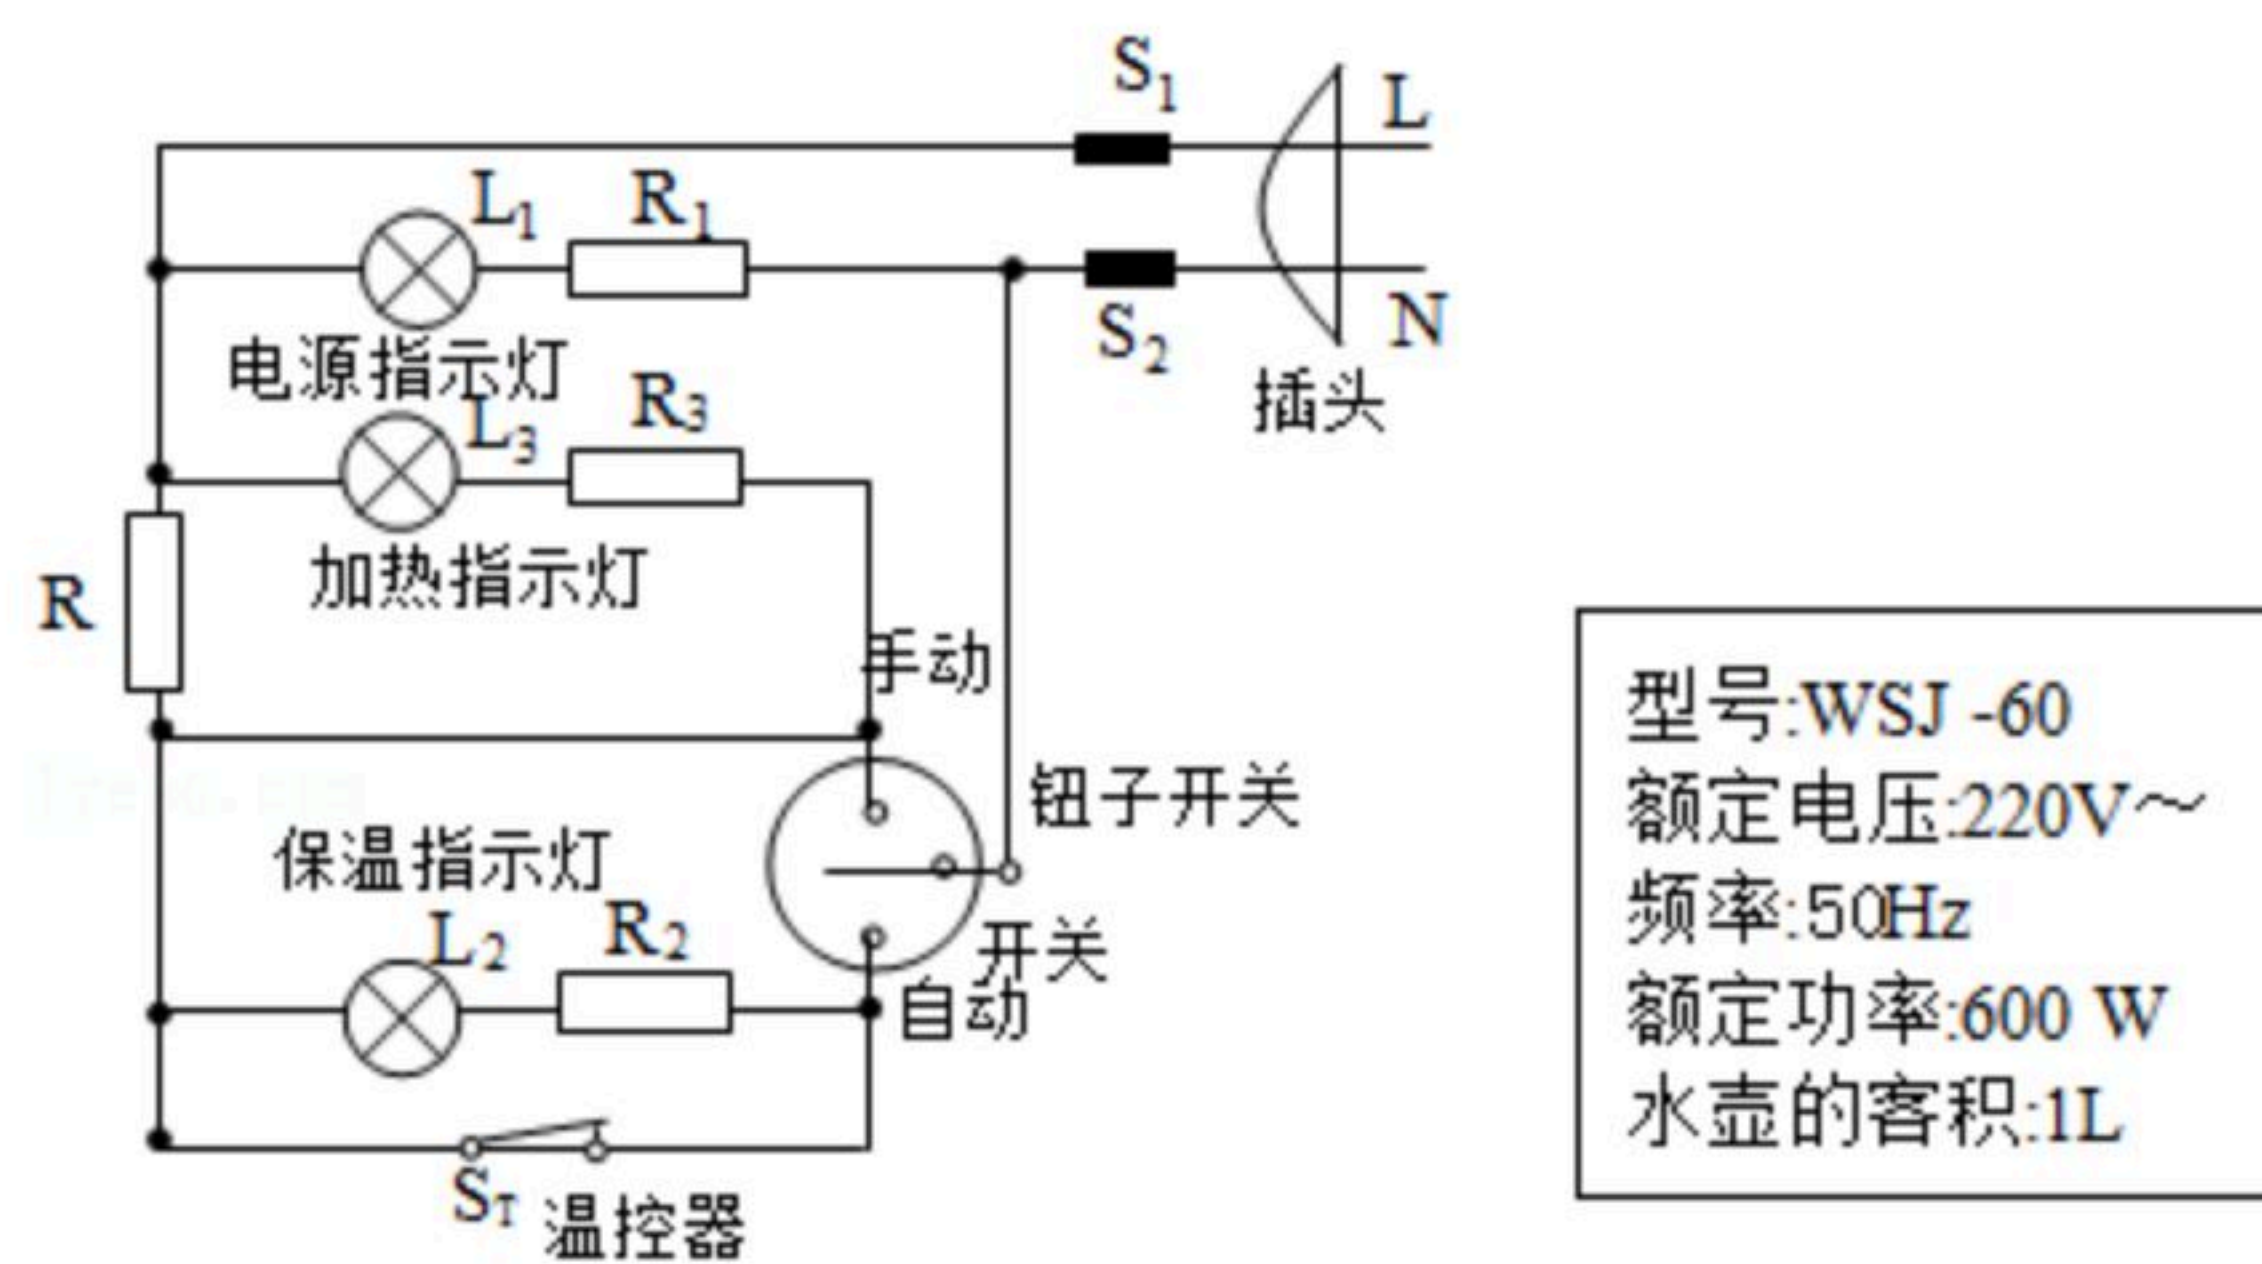 S1
L
L1
R1
电源指示灯
S2
N
插头
L3
R3
加热指示灯
R
手动
钮子开关
保温指示灯
L2
R2
开关
自动
ST
温控器
型号:WSJ -60
额定电压:220V～
频率:50Hz
额定功率:600 W
水壶的客积:1L